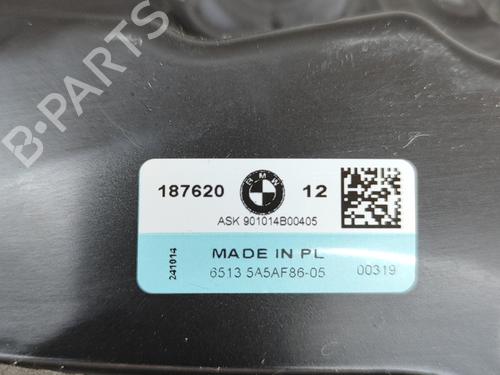 B-PARTS
187620 BMW 12
ASK 901014B00405
241014
MADE IN PL
6513 5A5AF86-05 00319